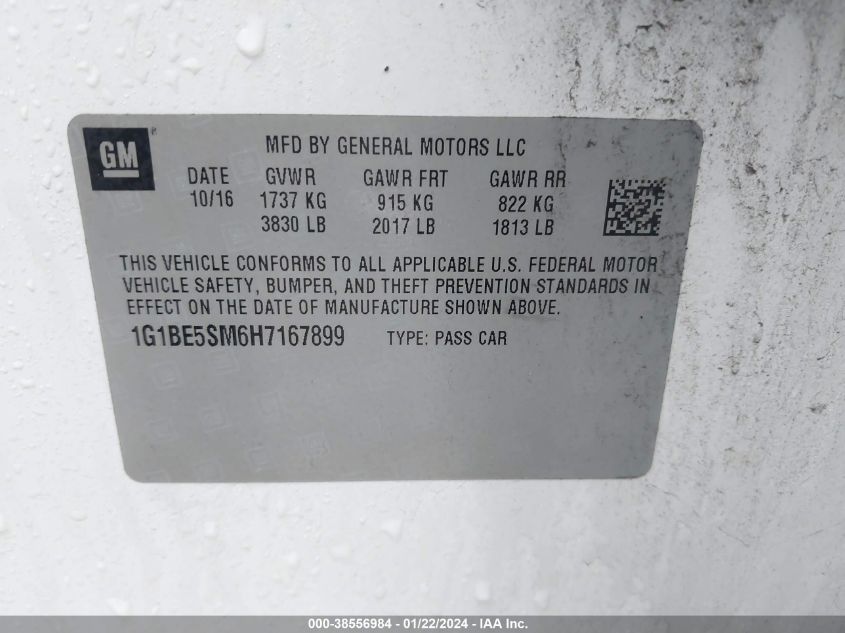 GM ®
MFD BY GENERAL MOTORS LLC
DATE GVWR GAWR FRT GAWR RR
10/16 1737 KG 915 KG 822 KG
3830 LB 2017 LB 1813 LB
THIS VEHICLE CONFORMS TO ALL APPLICABLE U.S. FEDERAL MOTOR
VEHICLE SAFETY, BUMPER, AND THEFT PREVENTION STANDARDS IN
EFFECT ON THE DATE OF MANUFACTURE SHOWN ABOVE.
1G1BE5SM6H7167899 TYPE: PASS CAR
000-38556984 - 01/22/2024 - IAA Inc.